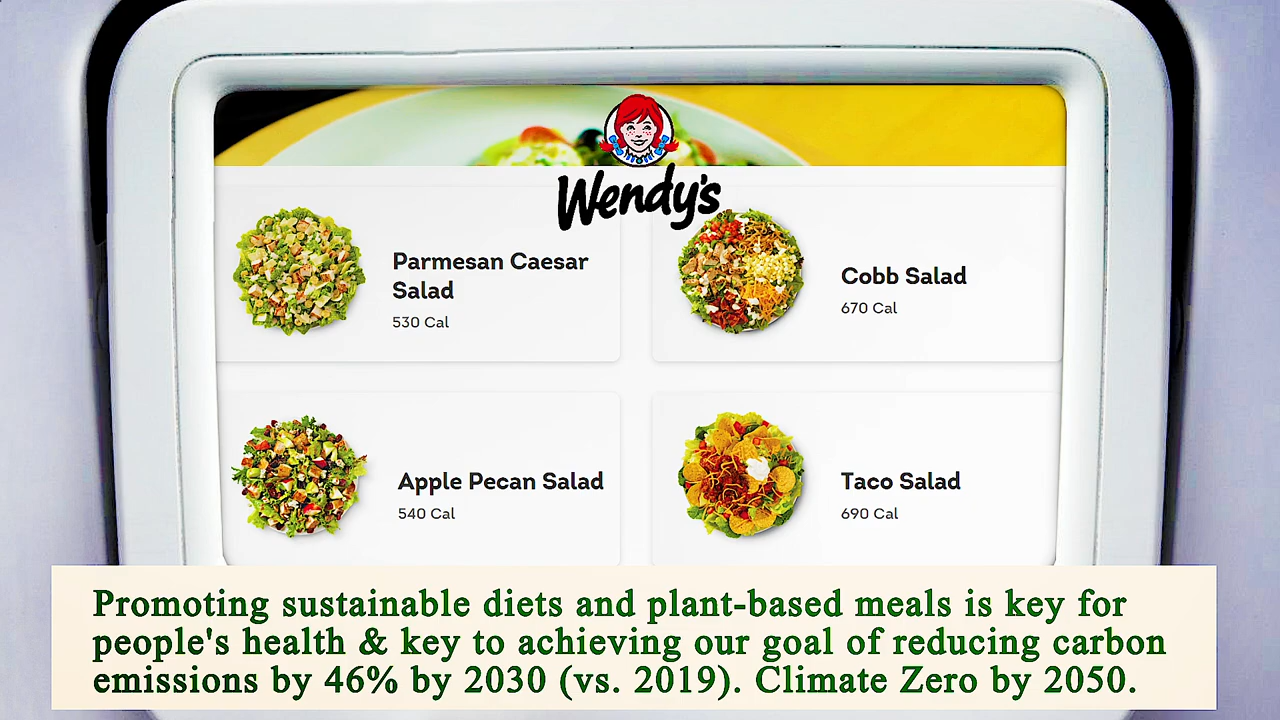 Wendy's
Parmesan Caesar
Salad
530 Cal
Cobb Salad
670 Cal
Apple Pecan Salad
540 Cal
Taco Salad
690 Cal
Promoting sustainable diets and plant-based meals is key for
people's health & key to achieving our goal of reducing carbon
emissions by 46% by 2030 (vs. 2019). Climate Zero by 2050.